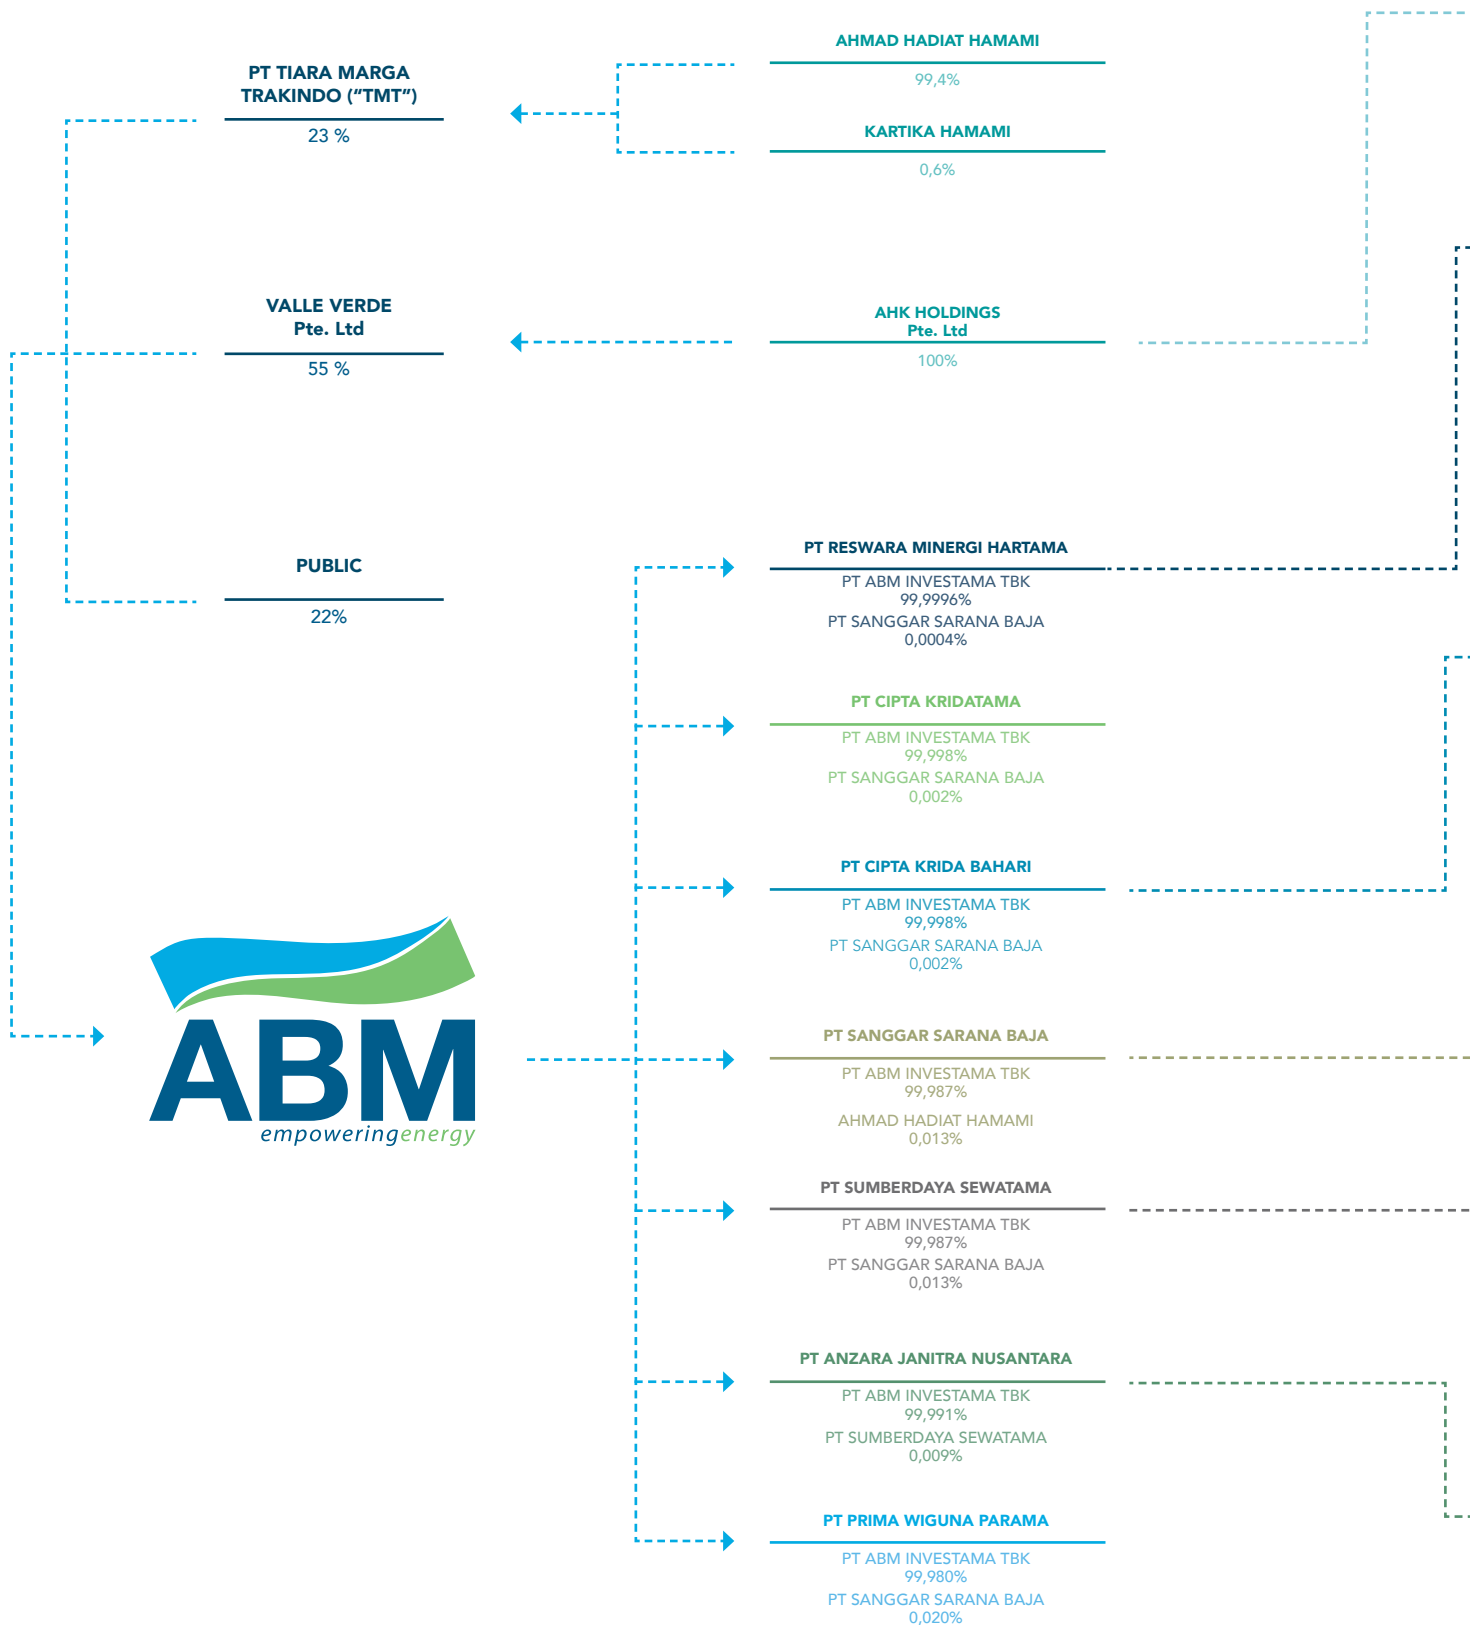 PT TIARA MARGA
TRAKINDO (“TMT”)
23 %
AHMAD HADIAT HAMAMI
99,4%
KARTIKA HAMAMI
0,6%
VALLE VERDE
Pte. Ltd
55 %
AHK HOLDINGS
Pte. Ltd
100%
PUBLIC
22%
PT RESWARA MINERGI HARTAMA
PT ABM INVESTAMA TBK
99,9996%
PT SANGGAR SARANA BAJA
0,0004%
PT CIPTA KRIDATAMA
PT ABM INVESTAMA TBK
99,998%
PT SANGGAR SARANA BAJA
0,002%
PT CIPTA KRIDA BAHARI
PT ABM INVESTAMA TBK
99,998%
PT SANGGAR SARANA BAJA
0,002%
ABM
empoweringenergy
PT SANGGAR SARANA BAJA
PT ABM INVESTAMA TBK
99,987%
AHMAD HADIAT HAMAMI
0,013%
PT SUMBERDAYA SEWATAMA
PT ABM INVESTAMA TBK
99,987%
PT SANGGAR SARANA BAJA
0,013%
PT ANZARA JANITRA NUSANTARA
PT ABM INVESTAMA TBK
99,991%
PT SUMBERDAYA SEWATAMA
0,009%
PT PRIMA WIGUNA PARAMA
PT ABM INVESTAMA TBK
99,980%
PT SANGGAR SARANA BAJA
0,020%